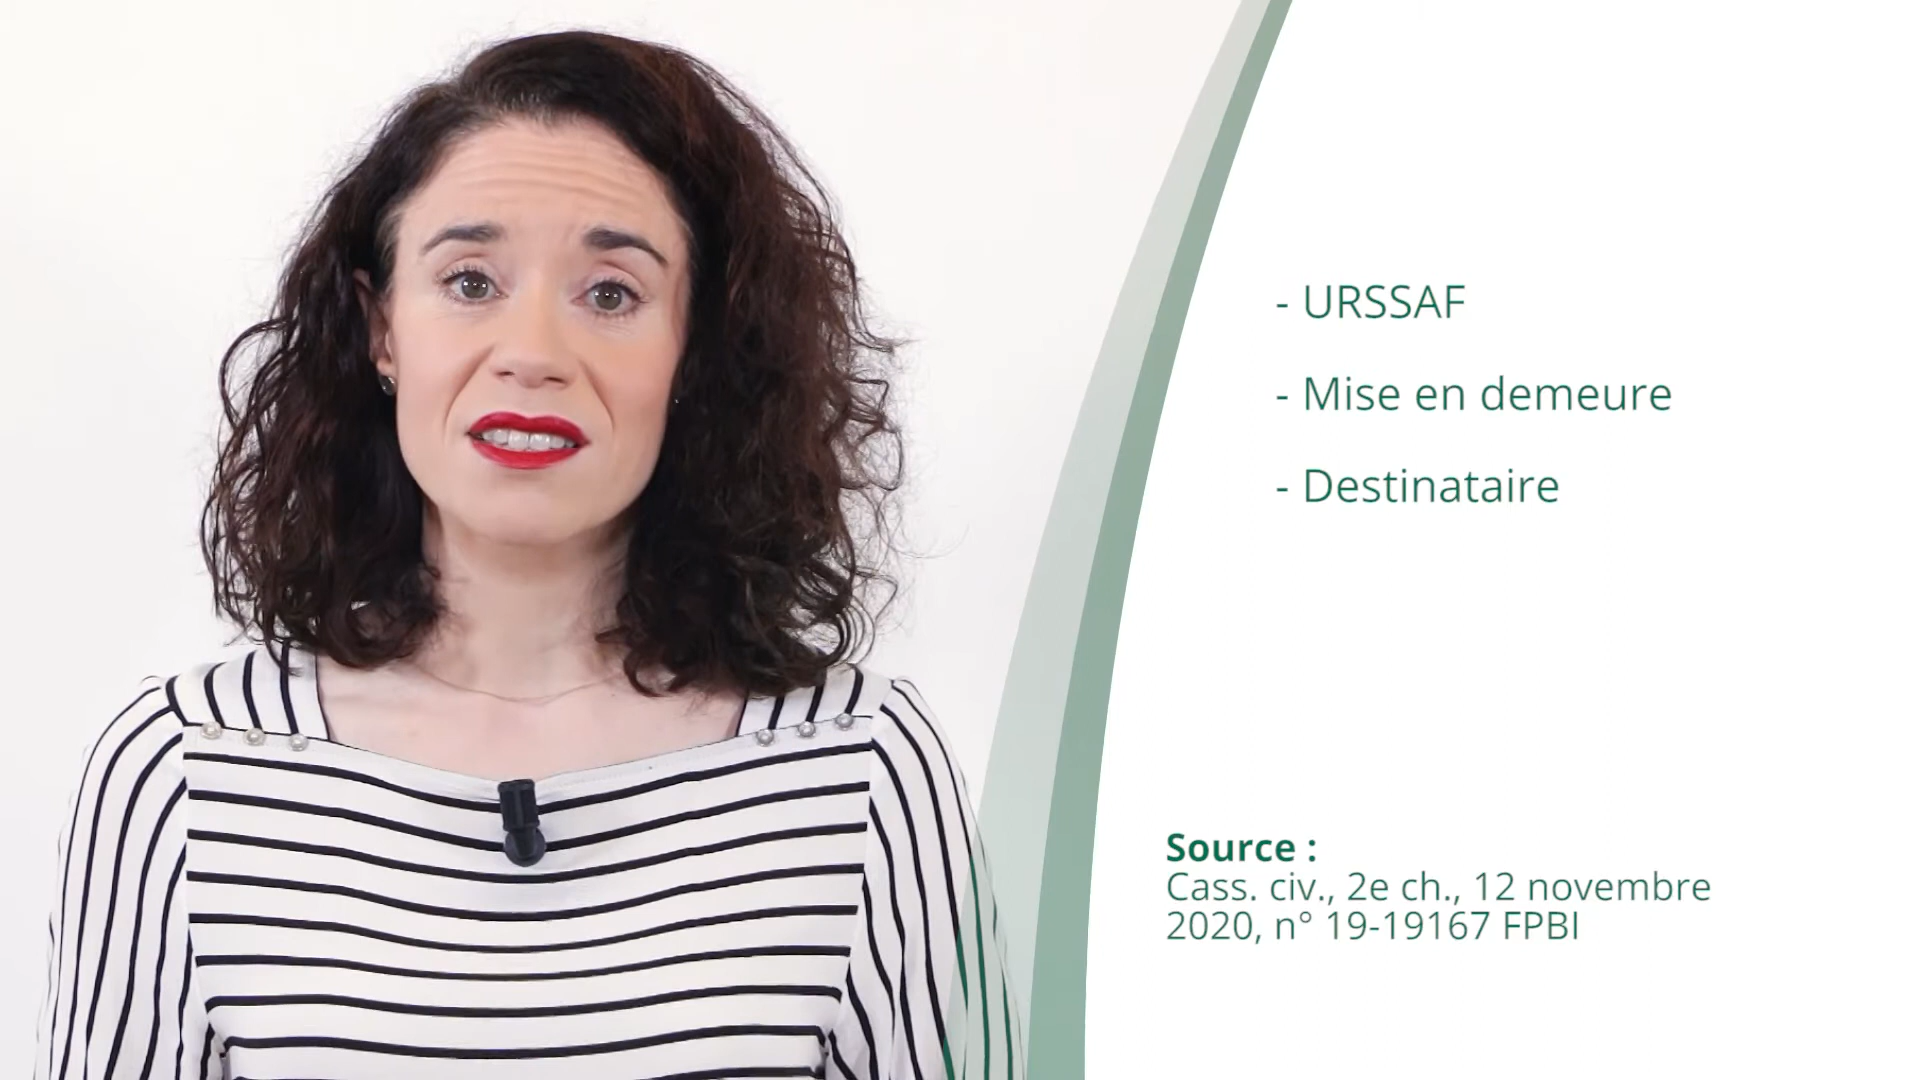 - URSSAF
- Mise en demeure
- Destinataire
Source :
Cass. civ., 2e ch., 12 novembre
2020, n° 19-19167 FPBI